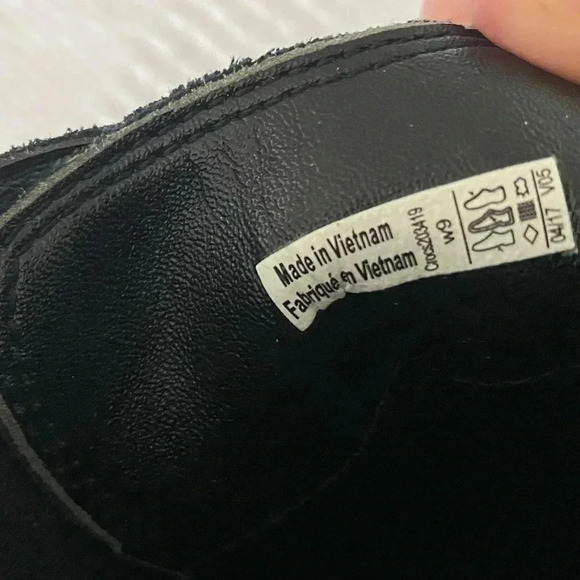 Made in Vietnam
Fabriqué en Vietnam
Crocs203419
W9
04/17 V05